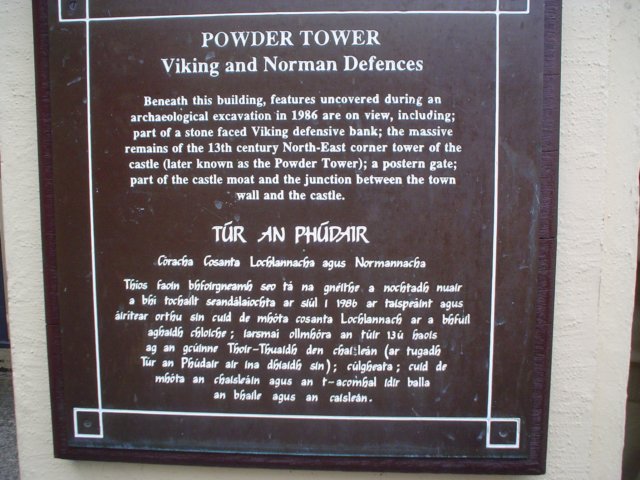 POWDER TOWER
Viking and Norman Defences
Beneath this building, features uncovered during an
archaeological excavation in 1986 are on view, including;
part of a stone faced Viking defensive bank; the massive
remains of the 13th century North-East corner tower of the
castle (later known as the Powder Tower); a postern gate;
part of the castle moat and the junction between the town
wall and the castle.
TÚR AN PHÚDAIR
Coracha Cosanta Lochlannacha agus Normannacha
Thíos faoin bhfoirgneamh seo tá na gnéithe a nochtadh nuair
a bhí tochailt seandálaíochta ar siúl i 1986 ar taispeáint agus
áirítear orthu sin cuid de mhóta cosanta Lochlannach ar a bhfuil
aghaidh chloiche; iarsmaí ollmhóra an túir 13ú haois
ag an gcúinne Thoir-Thuaidh den chaisleán (ar tugadh
Túr an Phúdair air ina dhiaidh sin); cúlgheata; cuid de
mhóta an chaisleáin agus an t-acomhal idir balla
an bhaile agus an caisleán.